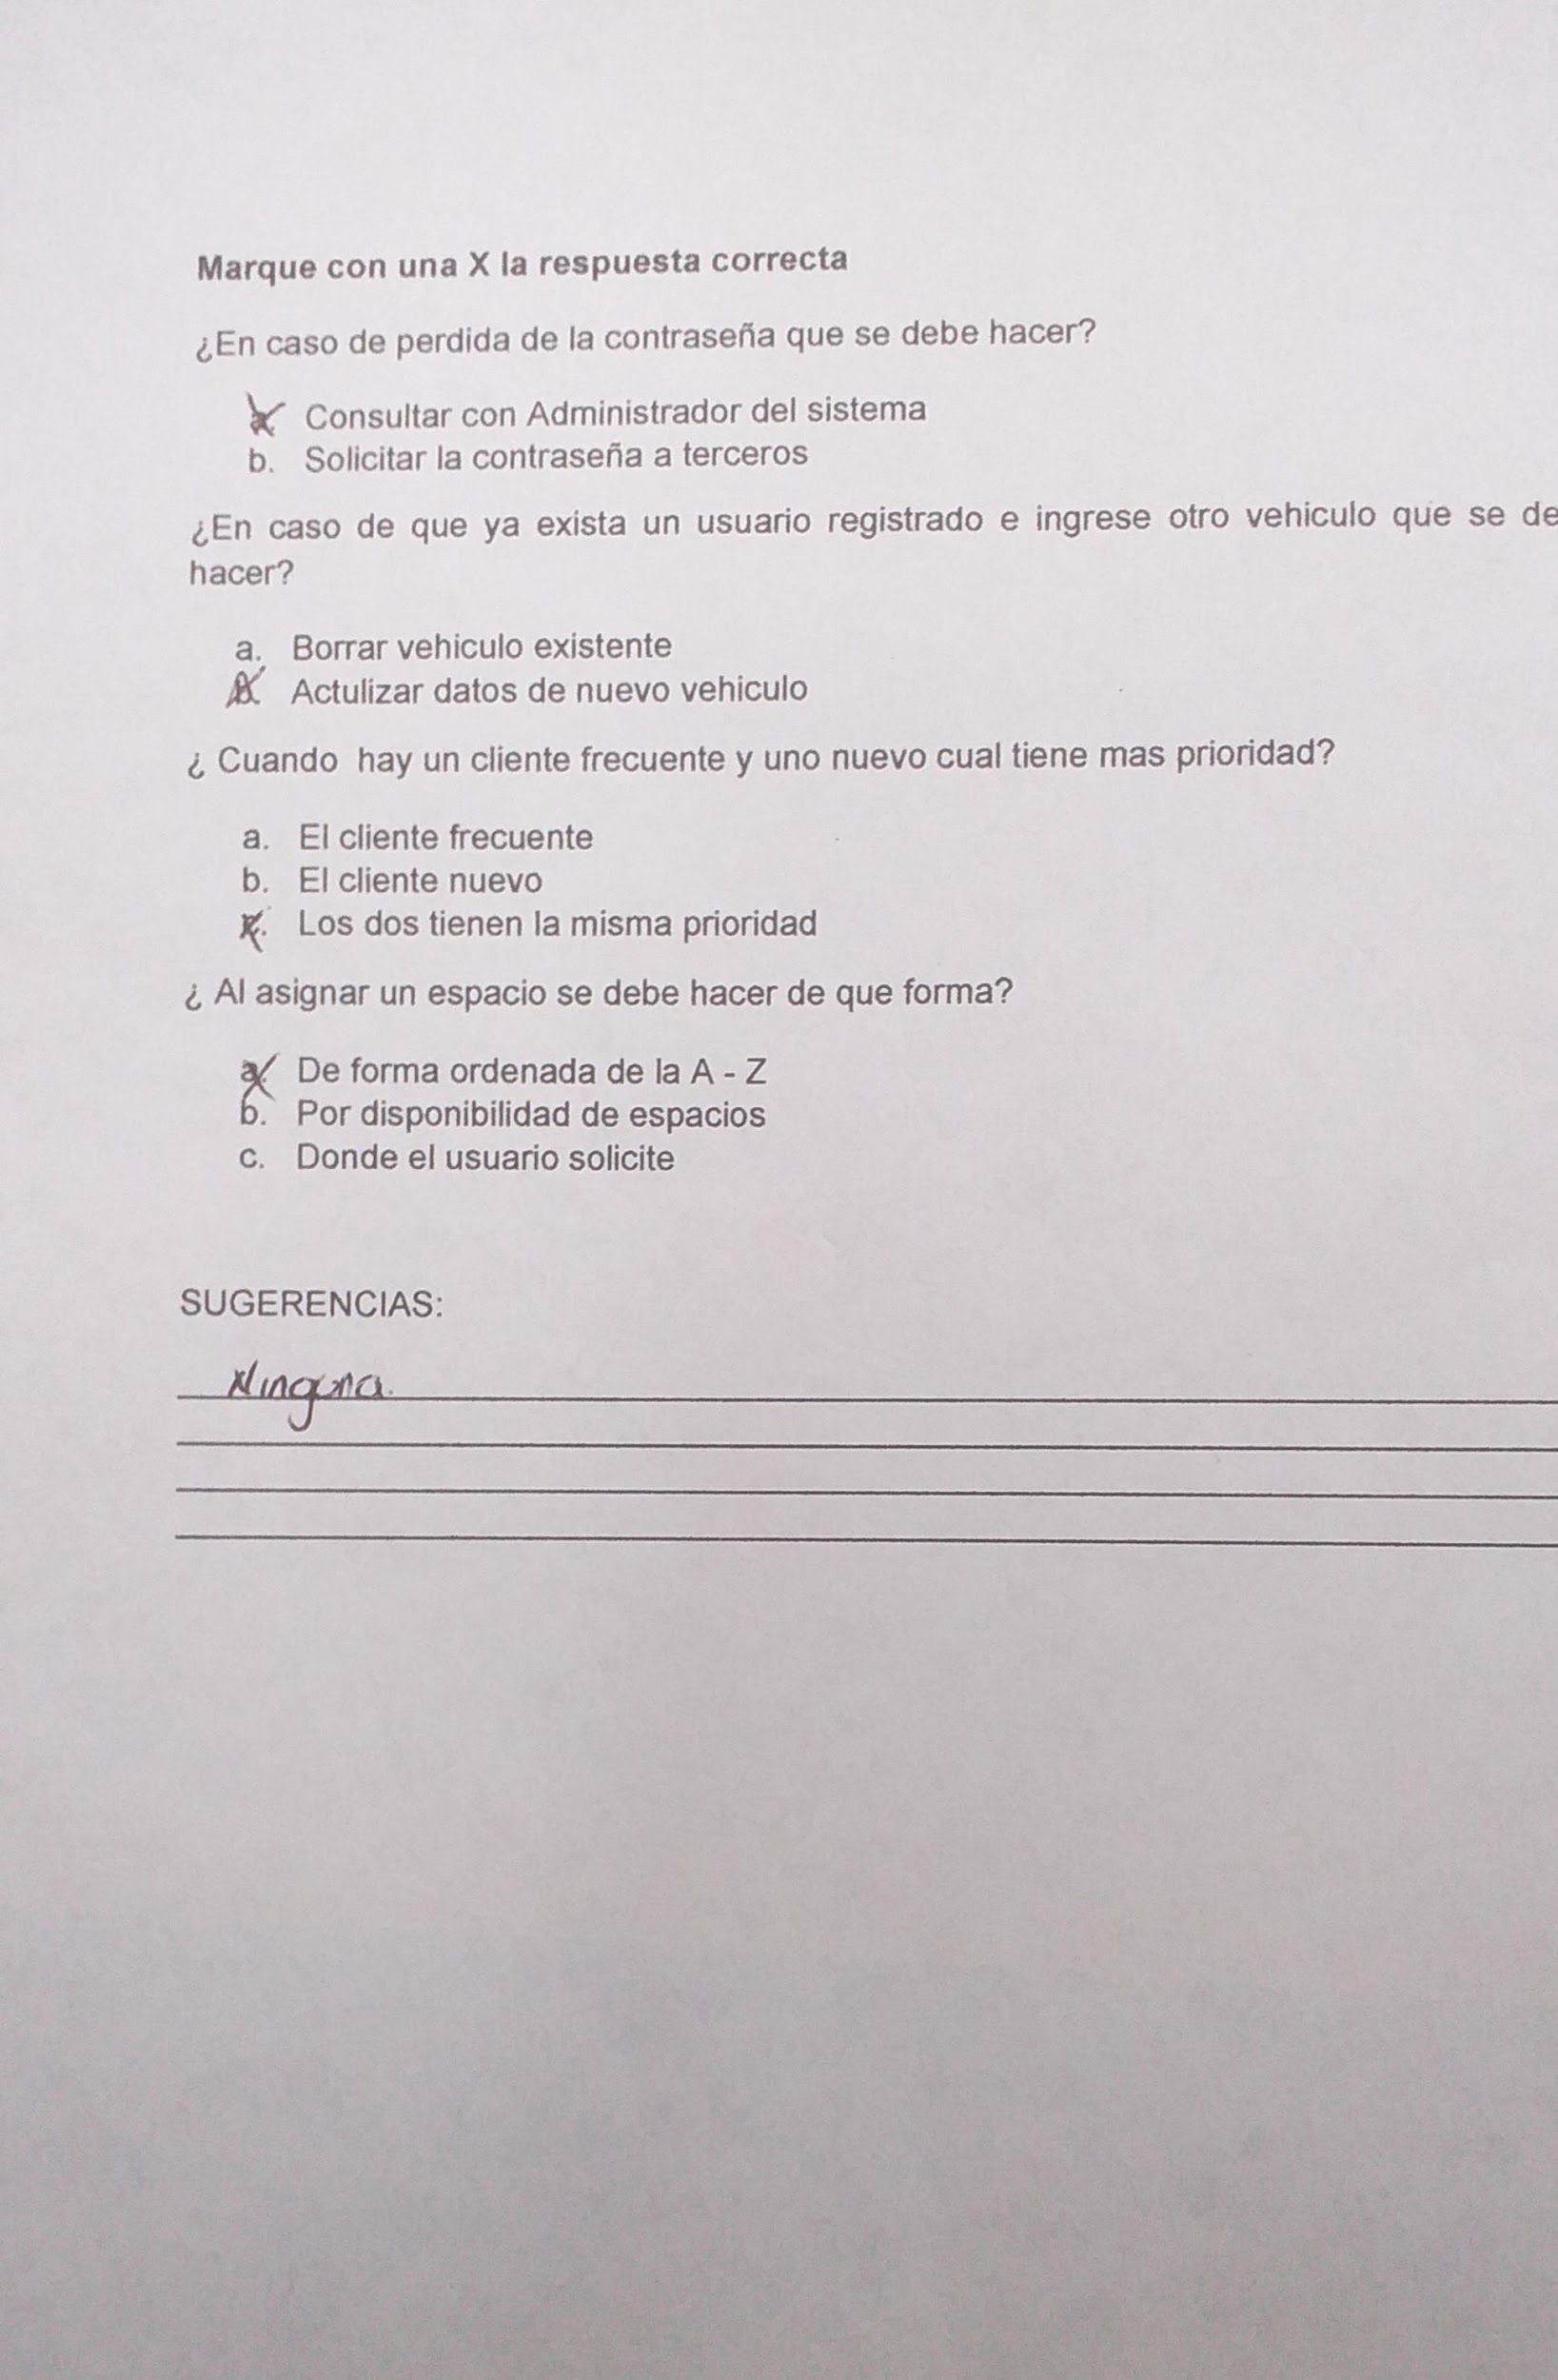 Marque con una X la respuesta correcta
¿En caso de perdida de la contraseña que se debe hacer?
a. Consultar con Administrador del sistema
b. Solicitar la contraseña a terceros
¿En caso de que ya exista un usuario registrado e ingrese otro vehiculo que se de
hacer?
a. Borrar vehiculo existente
b. Actulizar datos de nuevo vehiculo
¿ Cuando hay un cliente frecuente y uno nuevo cual tiene mas prioridad?
a. El cliente frecuente
b. El cliente nuevo
c. Los dos tienen la misma prioridad
¿ Al asignar un espacio se debe hacer de que forma?
a. De forma ordenada de la A - Z
b. Por disponibilidad de espacios
c. Donde el usuario solicite
SUGERENCIAS:
Ninguna.